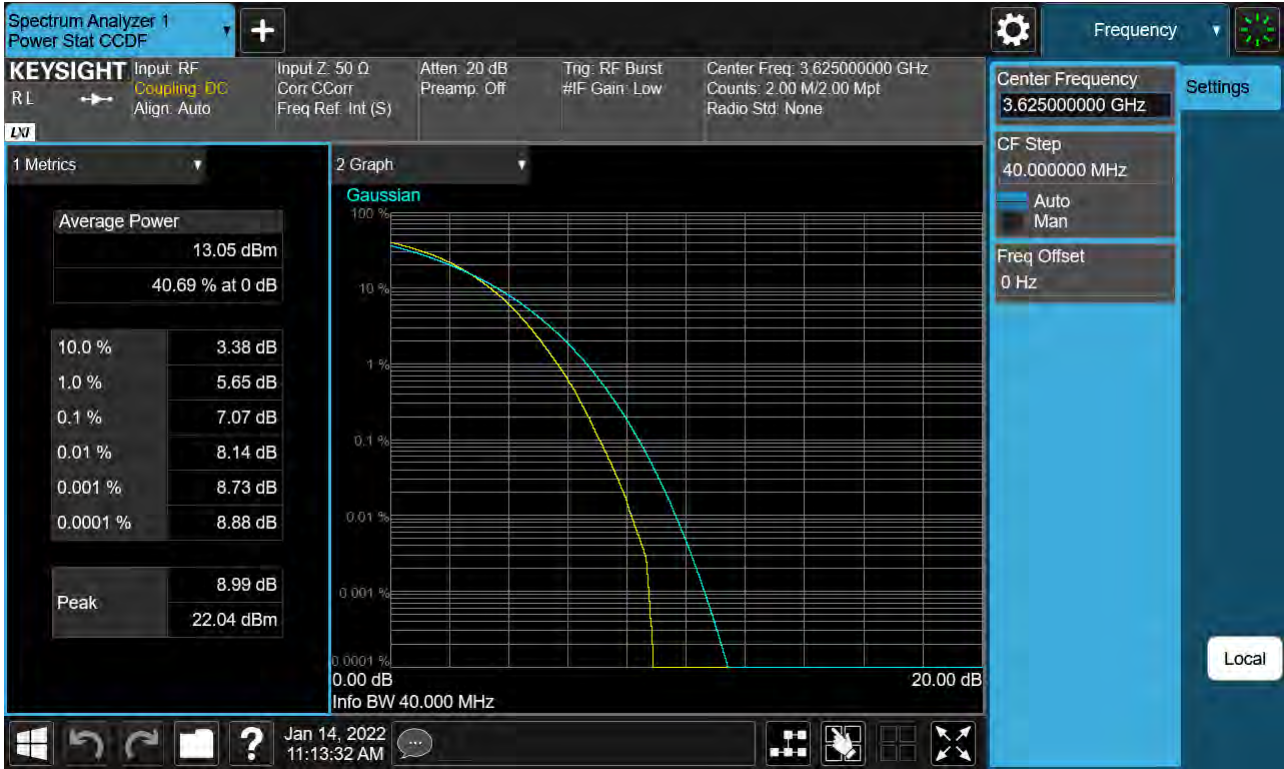 Spectrum Analyzer 1
Power Stat CCDF
Frequency
KEYSIGHT
R L
LXI
Input: RF
Coupling: DC
Align: Auto
Input Z: 50 Ω
Corr CCorr
Freq Ref: Int (S)
Atten: 20 dB
Preamp: Off
Trig: RF Burst
#IF Gain: Low
Center Freq: 3.625000000 GHz
Counts: 2.00 M/2.00 Mpt
Radio Std: None
Center Frequency
3.625000000 GHz
Settings
CF Step
40.000000 MHz
Auto
Man
Freq Offset
0 Hz
Local
1 Metrics
Average Power
13.05 dBm
40.69 % at 0 dB
10.0 % 3.38 dB
1.0 % 5.65 dB
0.1 % 7.07 dB
0.01 % 8.14 dB
0.001 % 8.73 dB
0.0001 % 8.88 dB
Peak 8.99 dB
22.04 dBm
2 Graph
Gaussian
100 %
10 %
1 %
0.1 %
0.01 %
0.001 %
0.0001 %
0.00 dB 20.00 dB
Info BW 40.000 MHz
?
Jan 14, 2022
11:13:32 AM